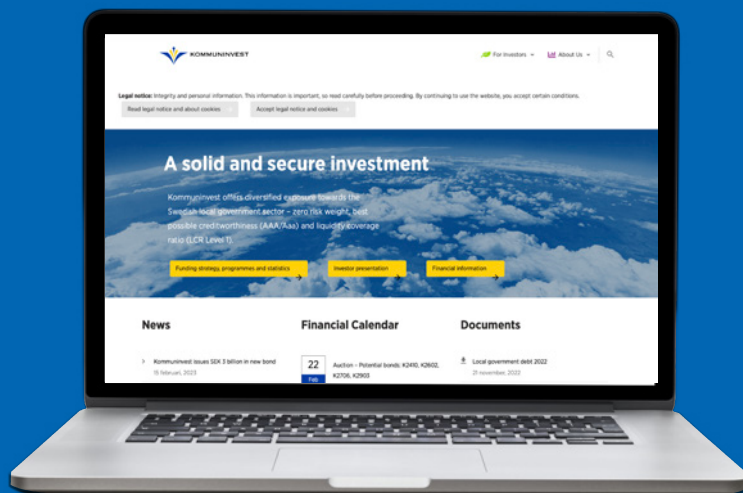 KOMMUNINVEST
For Investors
About Us
Legal notice: Integrity and personal information. This information is important, so read carefully before proceeding. By continuing to use the website, you accept certain conditions.
Read legal notice and about cookies
Accept legal notice and cookies
A solid and secure investment
Kommuninvest offers diversified exposure towards the
Swedish local government sector – zero risk weight, best
possible creditworthiness (AAA/Aaa) and liquidity coverage
ratio (LCR Level 1).
Funding strategy, programmes and statistics
Investor presentation
Financial information
News
Financial Calendar
Documents
Kommuninvest issues SEK 3 billion in new bond
15 februari, 2023
22
Feb
Auction – Potential bonds: K2410, K2602,
K2706, K2903
Local government debt 2022
21 november, 2022